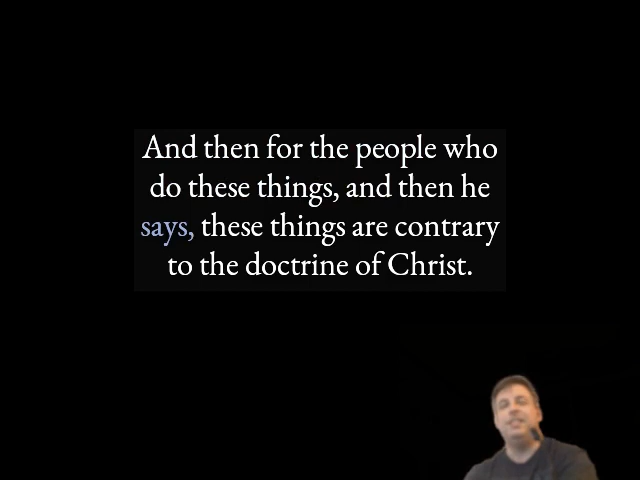 And then for the people who
do these things, and then he
says, these things are contrary
to the doctrine of Christ.